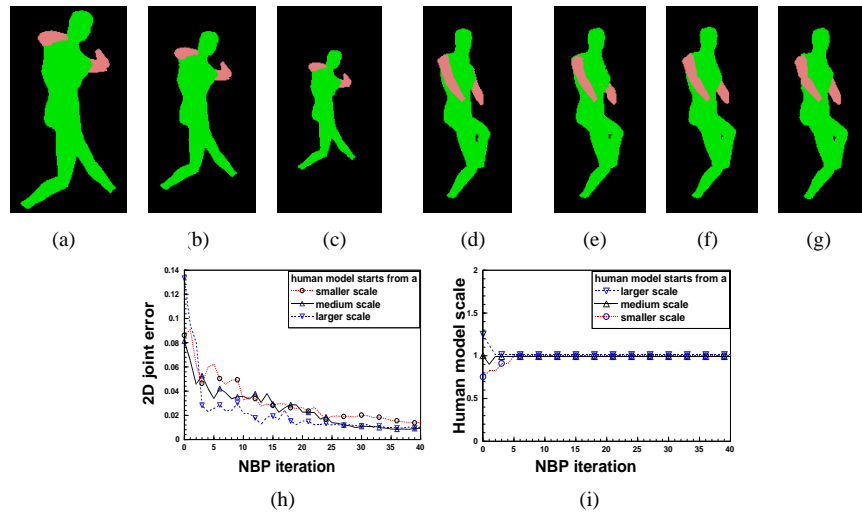 (a)
(b)
(c)
(d)
(e)
(f)
(g)
0.14
0.12
0.1
0.08
0.06
0.04
0.02
0
2D joint error
human model starts from a
smaller scale
medium scale
larger scale
0 5 10 15 20 25 30 35 40
NBP iteration
(h)
2
1.5
1
0.5
0
Human model scale
human model starts from a
larger scale
medium scale
smaller scale
0 5 10 15 20 25 30 35 40
NBP iteration
(i)